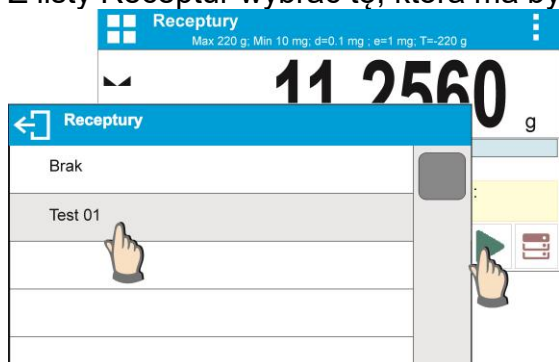 Z listy Receptur wybrać tę, która ma by
Receptury
Max 220 g; Min 10 mg; d=0.1 mg ; e=1 mg; T=-220 g
11.2560
g
Receptury
Brak
:
Test 01